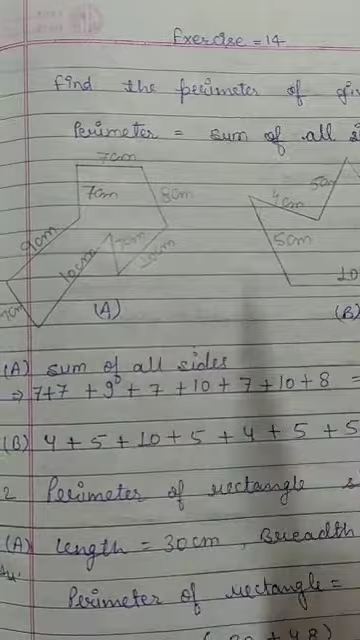 Exercise = 14
Find the perimeter of
Perimeter = sum of all
7cm
7cm
8cm
9cm
10cm
7cm
10cm
(A)
5cm
4cm
5cm
10
(B)
(A) sum of all sides
⇒ 7+7 + 9 + 7 + 10 + 7 + 10 + 8 =
(B) 4 + 5 + 10 + 5 + 4 + 5 + 5
2 Perimeter of rectangle
(A) length = 30cm, Breadth
Perimeter of rectangle =